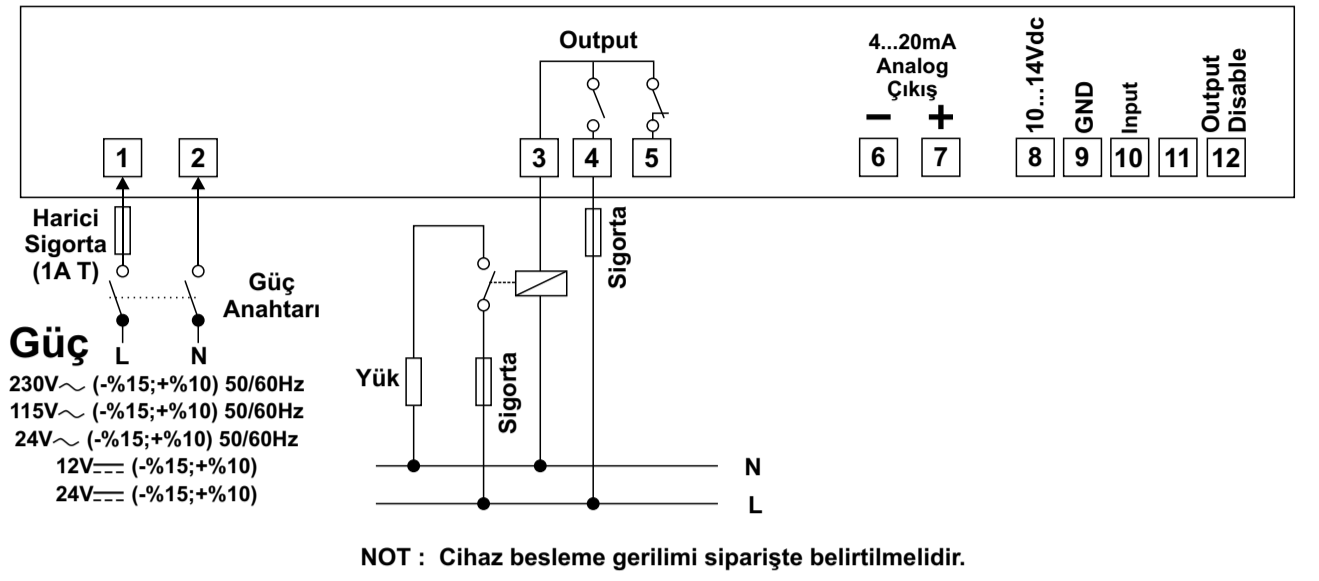 Output
4...20mA
Analog
Çıkış
− +
10...14Vdc
GND
Input
Output
Disable
1 2 3 4 5 6 7 8 9 10 11 12
Harici
Sigorta
(1A T)
Güç
Anahtarı
Sigorta
Güç
L N
230V∼ (-%15;+%10) 50/60Hz
115V∼ (-%15;+%10) 50/60Hz
24V∼ (-%15;+%10) 50/60Hz
12V⎓ (-%15;+%10)
24V⎓ (-%15;+%10)
Yük
Sigorta
N
L
NOT : Cihaz besleme gerilimi siparişte belirtilmelidir.